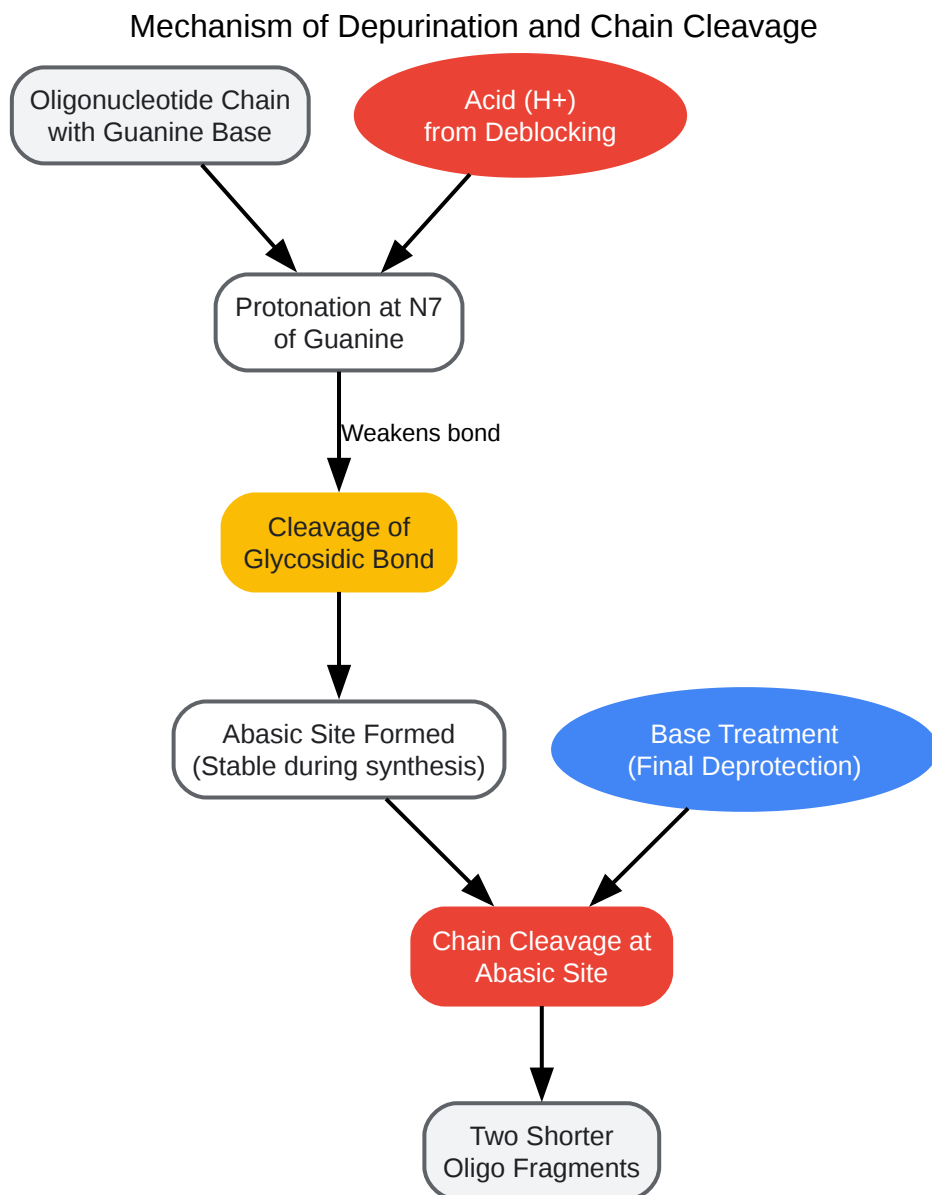 Mechanism of Depurination and Chain Cleavage
Oligonucleotide Chain
with Guanine Base
Acid (H+)
from Deblocking
Protonation at N7
of Guanine
Weakens bond
Cleavage of
Glycosidic Bond
Abasic Site Formed
(Stable during synthesis)
Base Treatment
(Final Deprotection)
Chain Cleavage at
Abasic Site
Two Shorter
Oligo Fragments